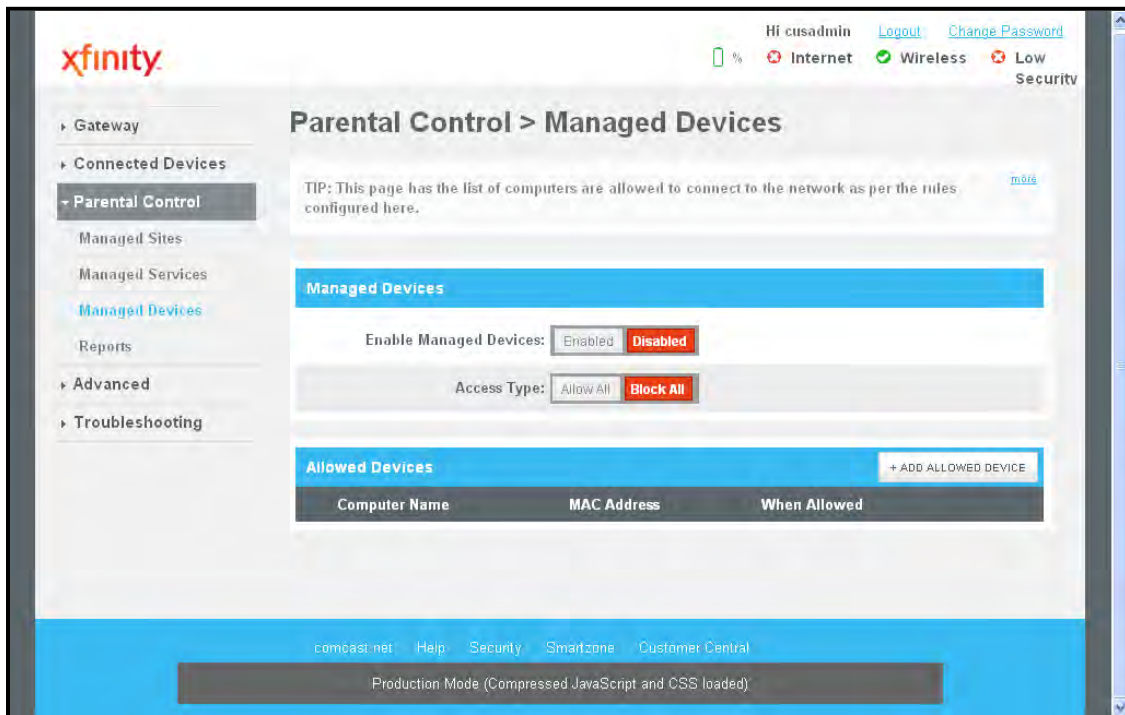 Hi cusadmin Logout Change Password
xfinity.
% Internet Wireless Low
Security
Gateway
Connected Devices
Parental Control
Managed Sites
Managed Services
Managed Devices
Reports
Advanced
Troubleshooting
Parental Control > Managed Devices
TIP: This page has the list of computers are allowed to connect to the network as per the rules
configured here.
more
Managed Devices
Enable Managed Devices: Enabled Disabled
Access Type: Allow All Block All
Allowed Devices + ADD ALLOWED DEVICE
Computer Name MAC Address When Allowed
comcast.net Help Security Smartzone Customer Central
Production Mode (Compressed JavaScript and CSS loaded)